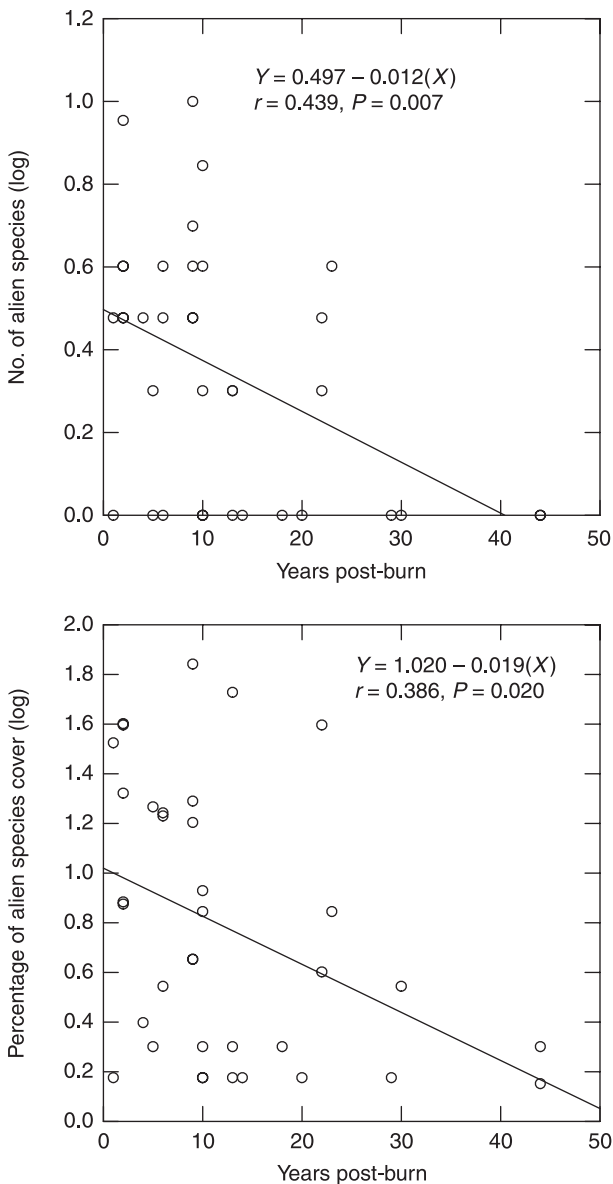 1.2
Y = 0.497 – 0.012(X)
r = 0.439, P = 0.007
1.0
0.8
0.6
0.4
0.2
0.0
No. of alien species (log)
0 10 20 30 40 50
Years post-burn
2.0
Y = 1.020 – 0.019(X)
r = 0.386, P = 0.020
1.8
1.6
1.4
1.2
1.0
0.8
0.6
0.4
0.2
0.0
Percentage of alien species cover (log)
0 10 20 30 40 50
Years post-burn